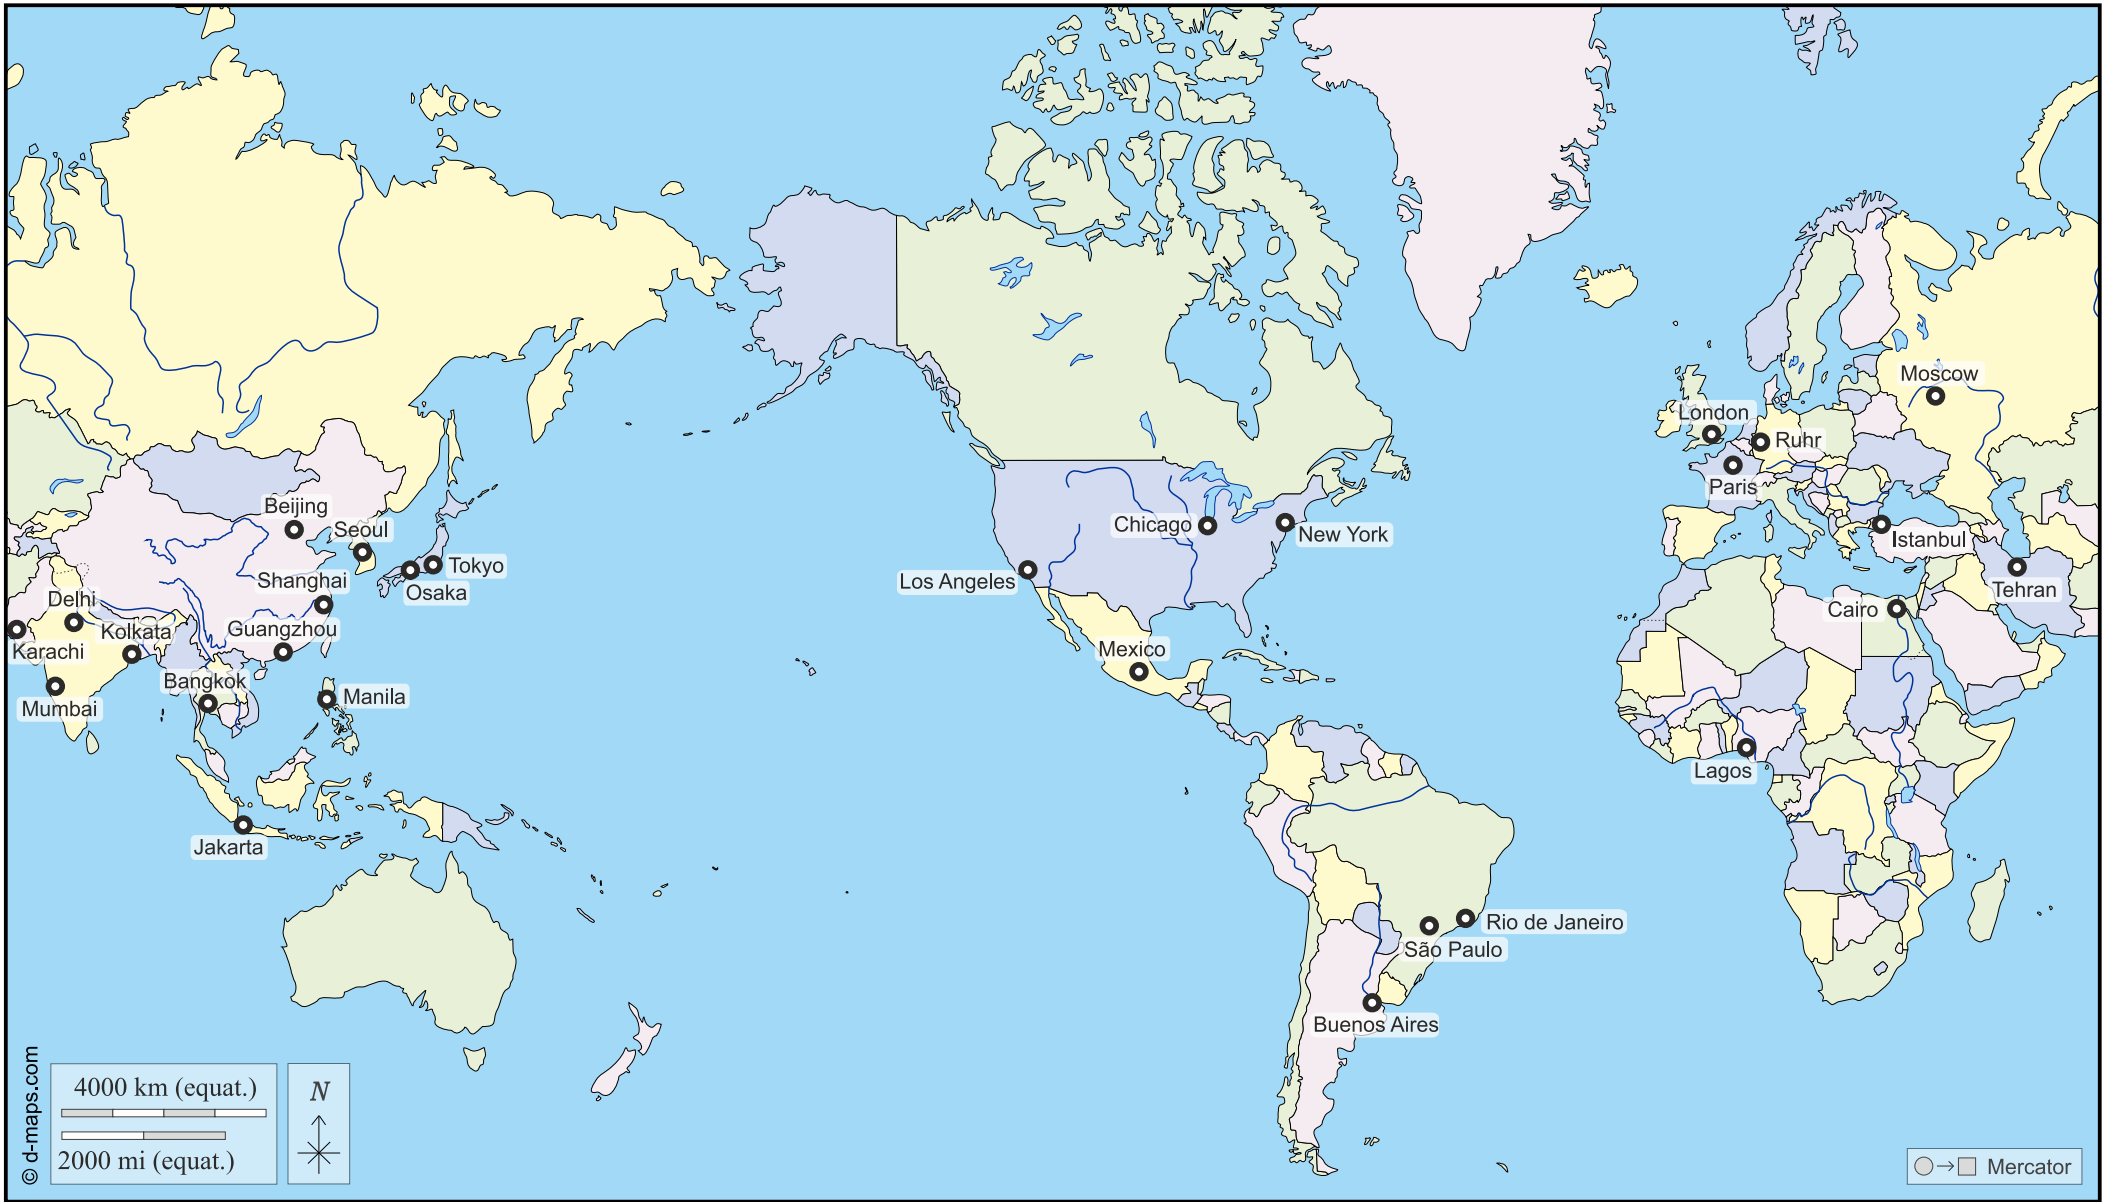 Moscow
London
Ruhr
Paris
Beijing
Seoul
Chicago
New York
Istanbul
Tokyo
Shanghai
Osaka
Los Angeles
Tehran
Delhi
Cairo
Kolkata
Guangzhou
Karachi
Mexico
Bangkok
Manila
Mumbai
Lagos
Jakarta
Rio de Janeiro
São Paulo
Buenos Aires
© d-maps.com
4000 km (equat.)
2000 mi (equat.)
N
Mercator